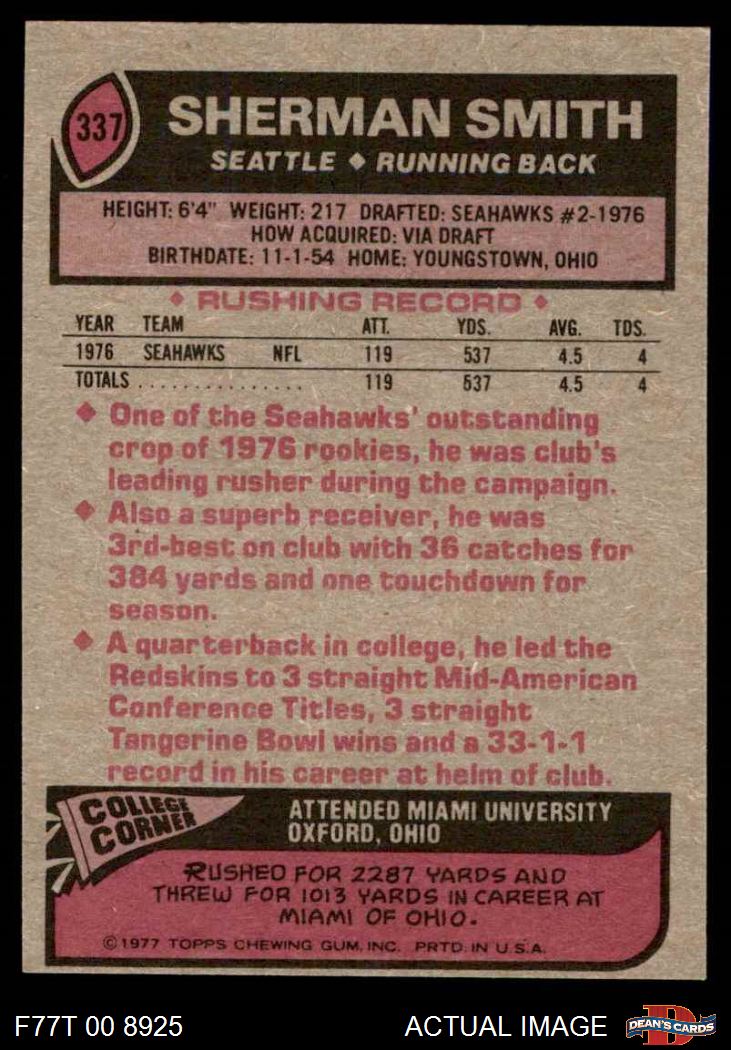 337
SHERMAN SMITH
SEATTLE ◆ RUNNING BACK
HEIGHT: 6'4" WEIGHT: 217 DRAFTED: SEAHAWKS #2-1976
HOW ACQUIRED: VIA DRAFT
BIRTHDATE: 11-1-54 HOME: YOUNGSTOWN, OHIO
◆ RUSHING RECORD ◆
YEAR TEAM ATT. YDS. AVG. TDS.
1976 SEAHAWKS NFL 119 537 4.5 4
TOTALS . . . . . . . . . . . . . . . 119 537 4.5 4
◆ One of the Seahawks' outstanding
crop of 1976 rookies, he was club's
leading rusher during the campaign.
◆ Also a superb receiver, he was
3rd-best on club with 36 catches for
384 yards and one touchdown for
season.
◆ A quarterback in college, he led the
Redskins to 3 straight Mid-American
Conference Titles, 3 straight
Tangerine Bowl wins and a 33-1-1
record in his career at helm of club.
COLLEGE
CORNER
ATTENDED MIAMI UNIVERSITY
OXFORD, OHIO
RUSHED FOR 2287 YARDS AND
THREW FOR 1013 YARDS IN CAREER AT
MIAMI OF OHIO.
©1977 TOPPS CHEWING GUM, INC. PRTD. IN U.S.A.
F77T 00 8925 ACTUAL IMAGE
D
DEAN'S CARDS